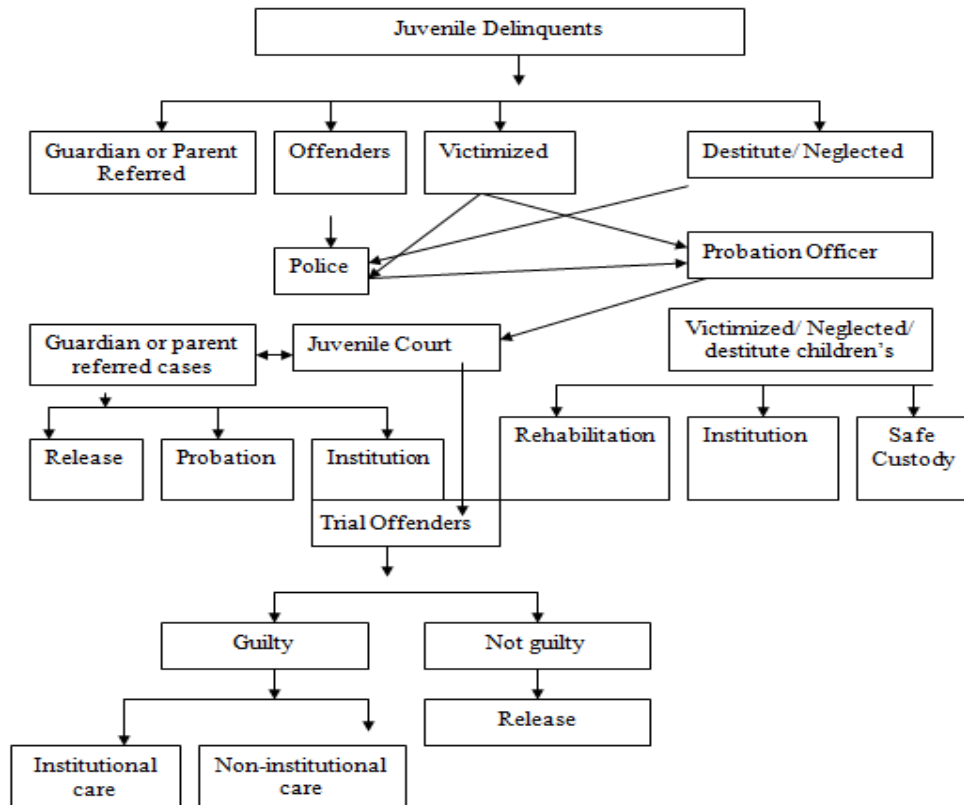 Juvenile Delinquents
Guardian or Parent
Referred
Offenders
Victimized
Destitute/ Neglected
Police
Probation Officer
Guardian or parent
referred cases
Juvenile Court
Victimized/ Neglected/
destitute children's
Release
Probation
Institution
Rehabilitation
Institution
Safe
Custody
Trial Offenders
Guilty
Not guilty
Release
Institutional
care
Non-institutional
care